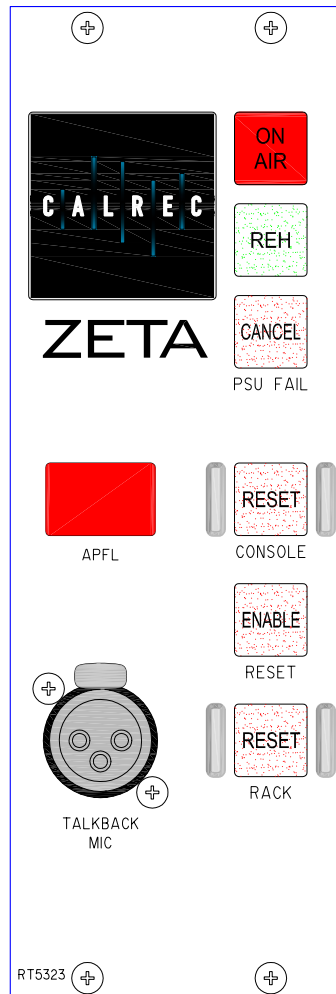 CALREC
ON
AIR
REH
ZETA
CANCEL
PSU FAIL
RESET
APFL
CONSOLE
ENABLE
RESET
RESET
RACK
TALKBACK
MIC
RT5323